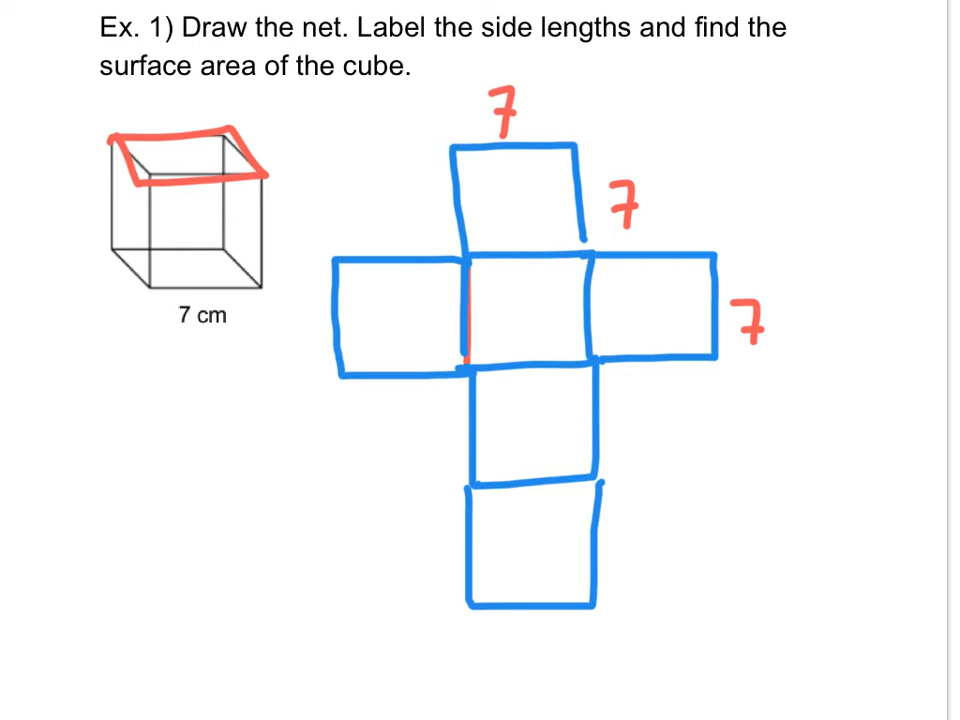 Ex. 1) Draw the net. Label the side lengths and find the
surface area of the cube.
7
7
7 cm
7